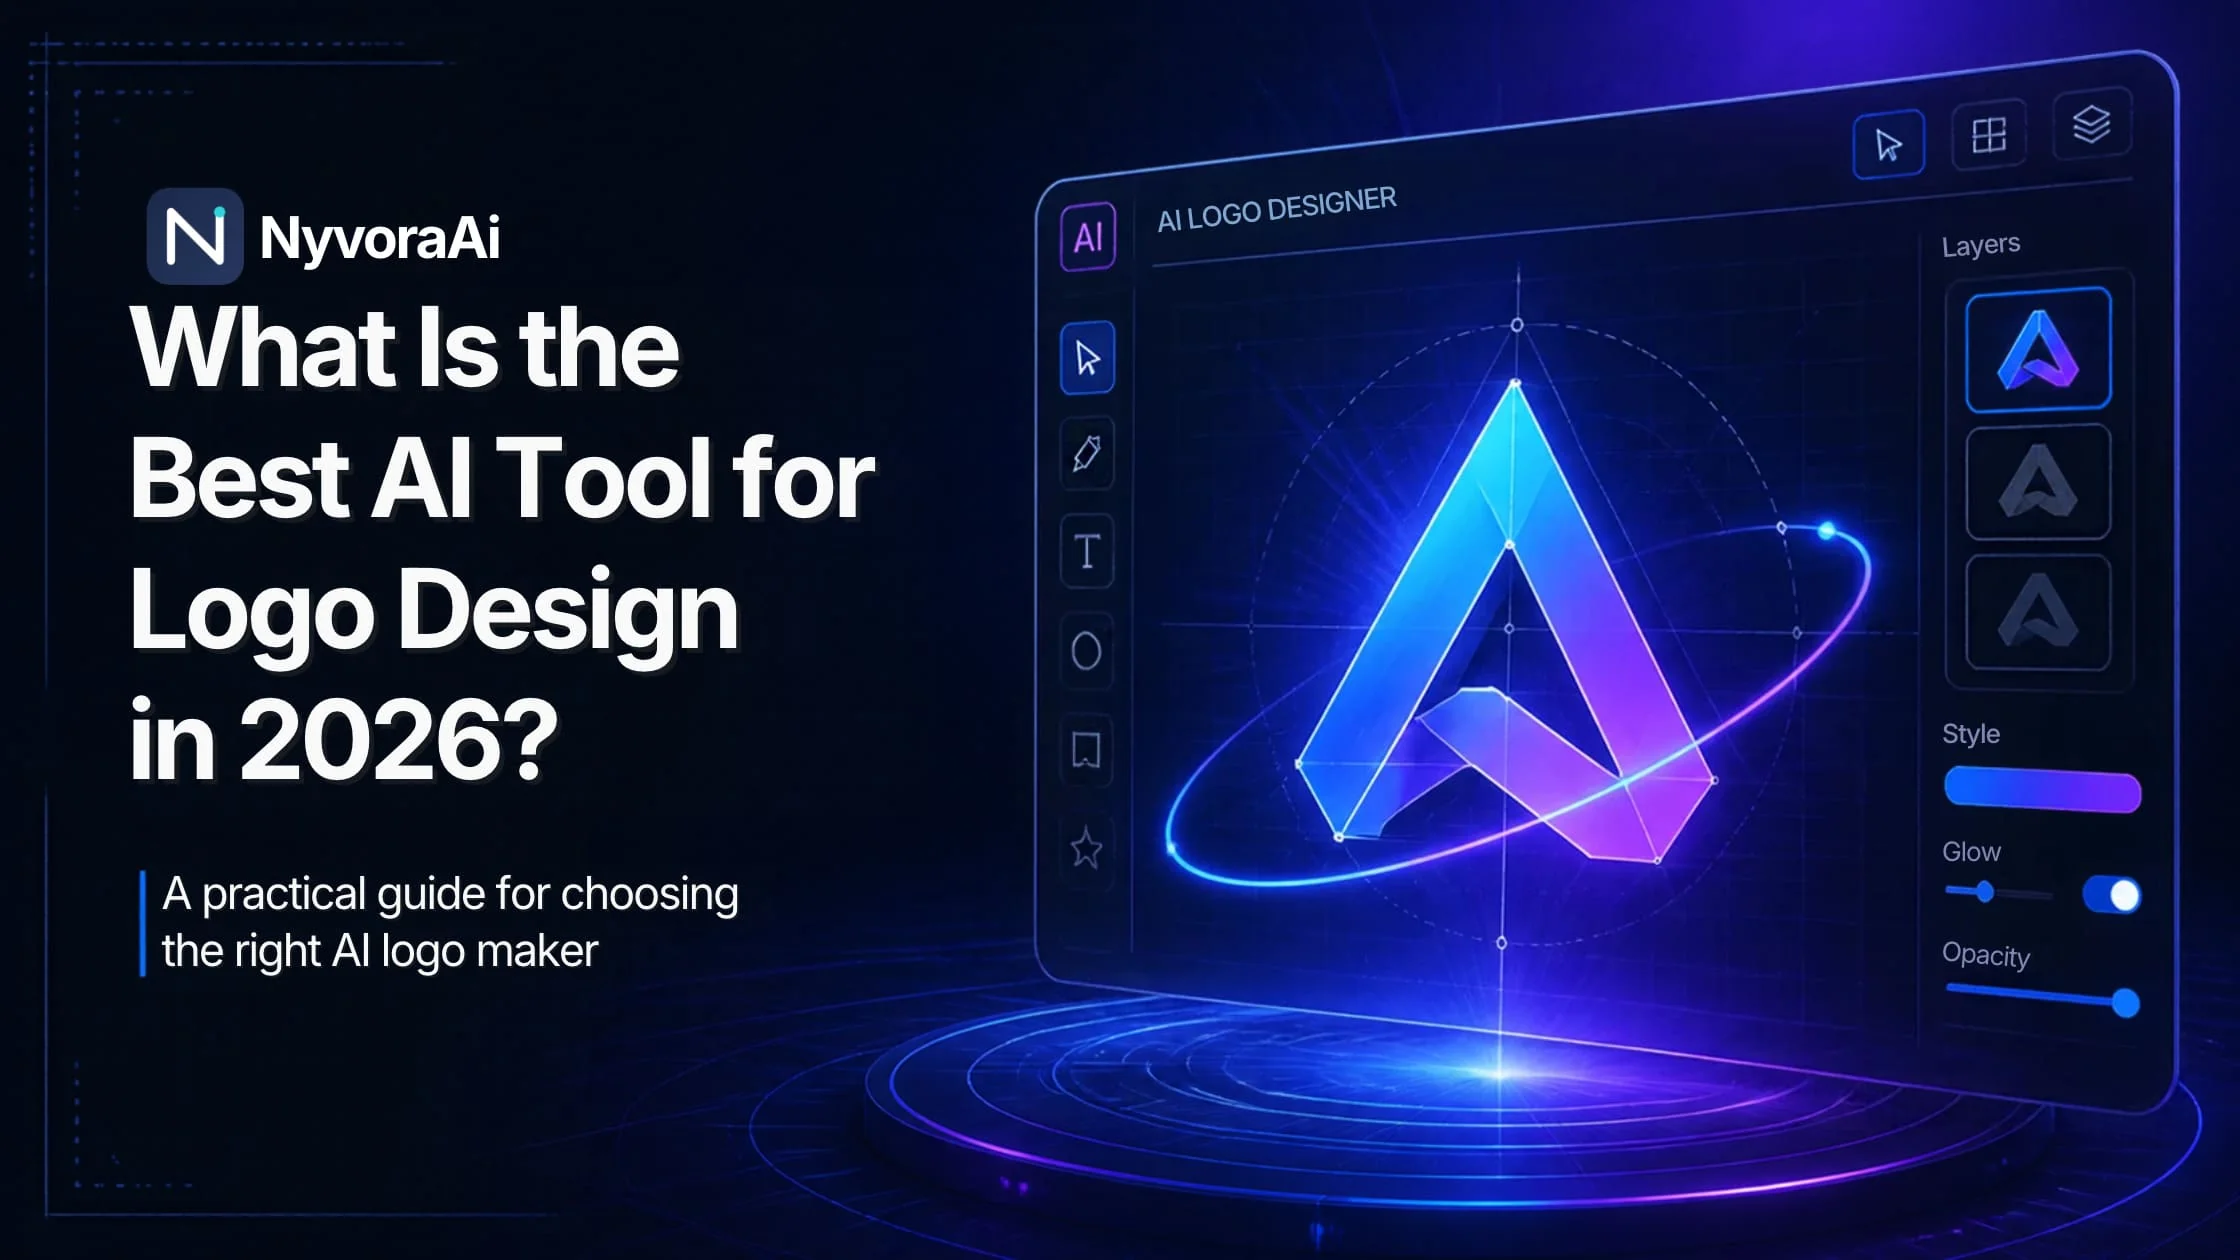 NyvoraAi
What Is the
Best AI Tool for
Logo Design
in 2026?
A practical guide for choosing
the right AI logo maker
AI
AI LOGO DESIGNER
T
Layers
Style
Glow
Opacity